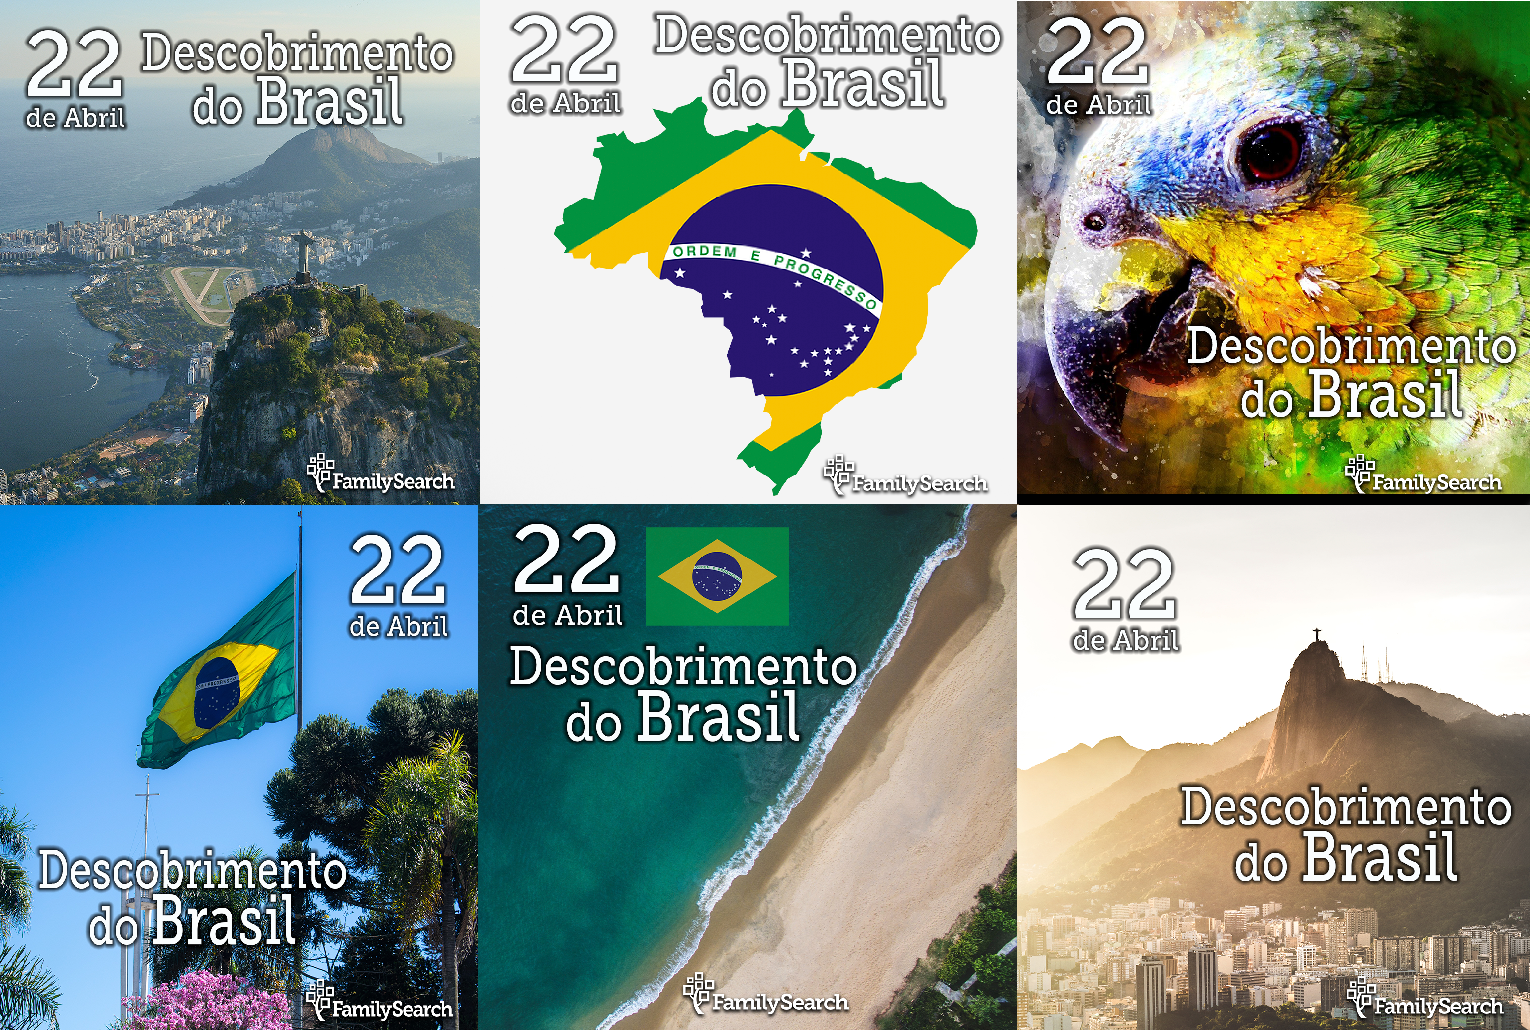 22
de Abril
Descobrimento
do Brasil
FamilySearch
22
de Abril
Descobrimento
do Brasil
ORDEM E PROGRESSO
FamilySearch
22
de Abril
Descobrimento
do Brasil
FamilySearch
22
de Abril
Descobrimento
do Brasil
FamilySearch
22
de Abril
Descobrimento
do Brasil
FamilySearch
22
de Abril
Descobrimento
do Brasil
FamilySearch